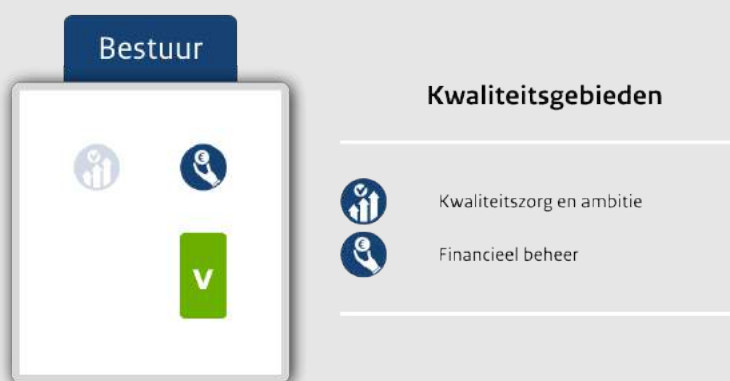 Bestuur
Kwaliteitsgebieden
Kwaliteitszorg en ambitie
€
€
Financieel beheer
V